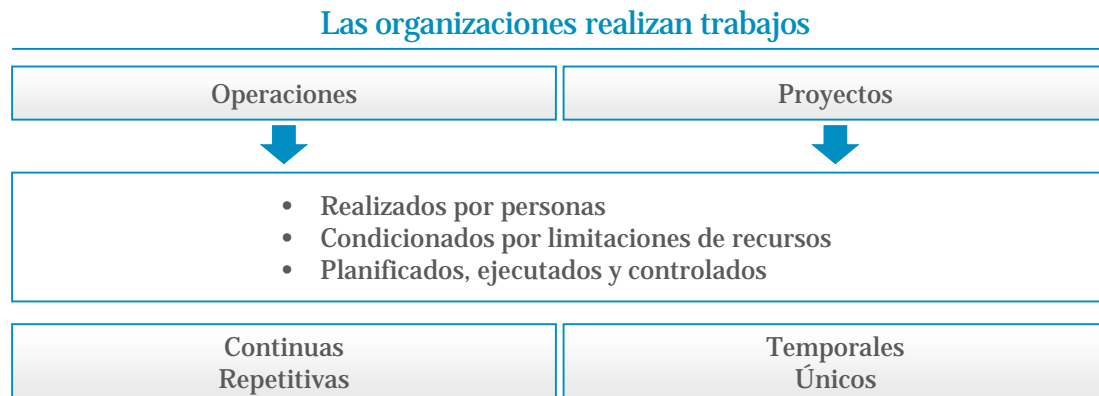 Las organizaciones realizan trabajos
Operaciones
Proyectos
• Realizados por personas
• Condicionados por limitaciones de recursos
• Planificados, ejecutados y controlados
Continuas
Repetitivas
Temporales
Únicos